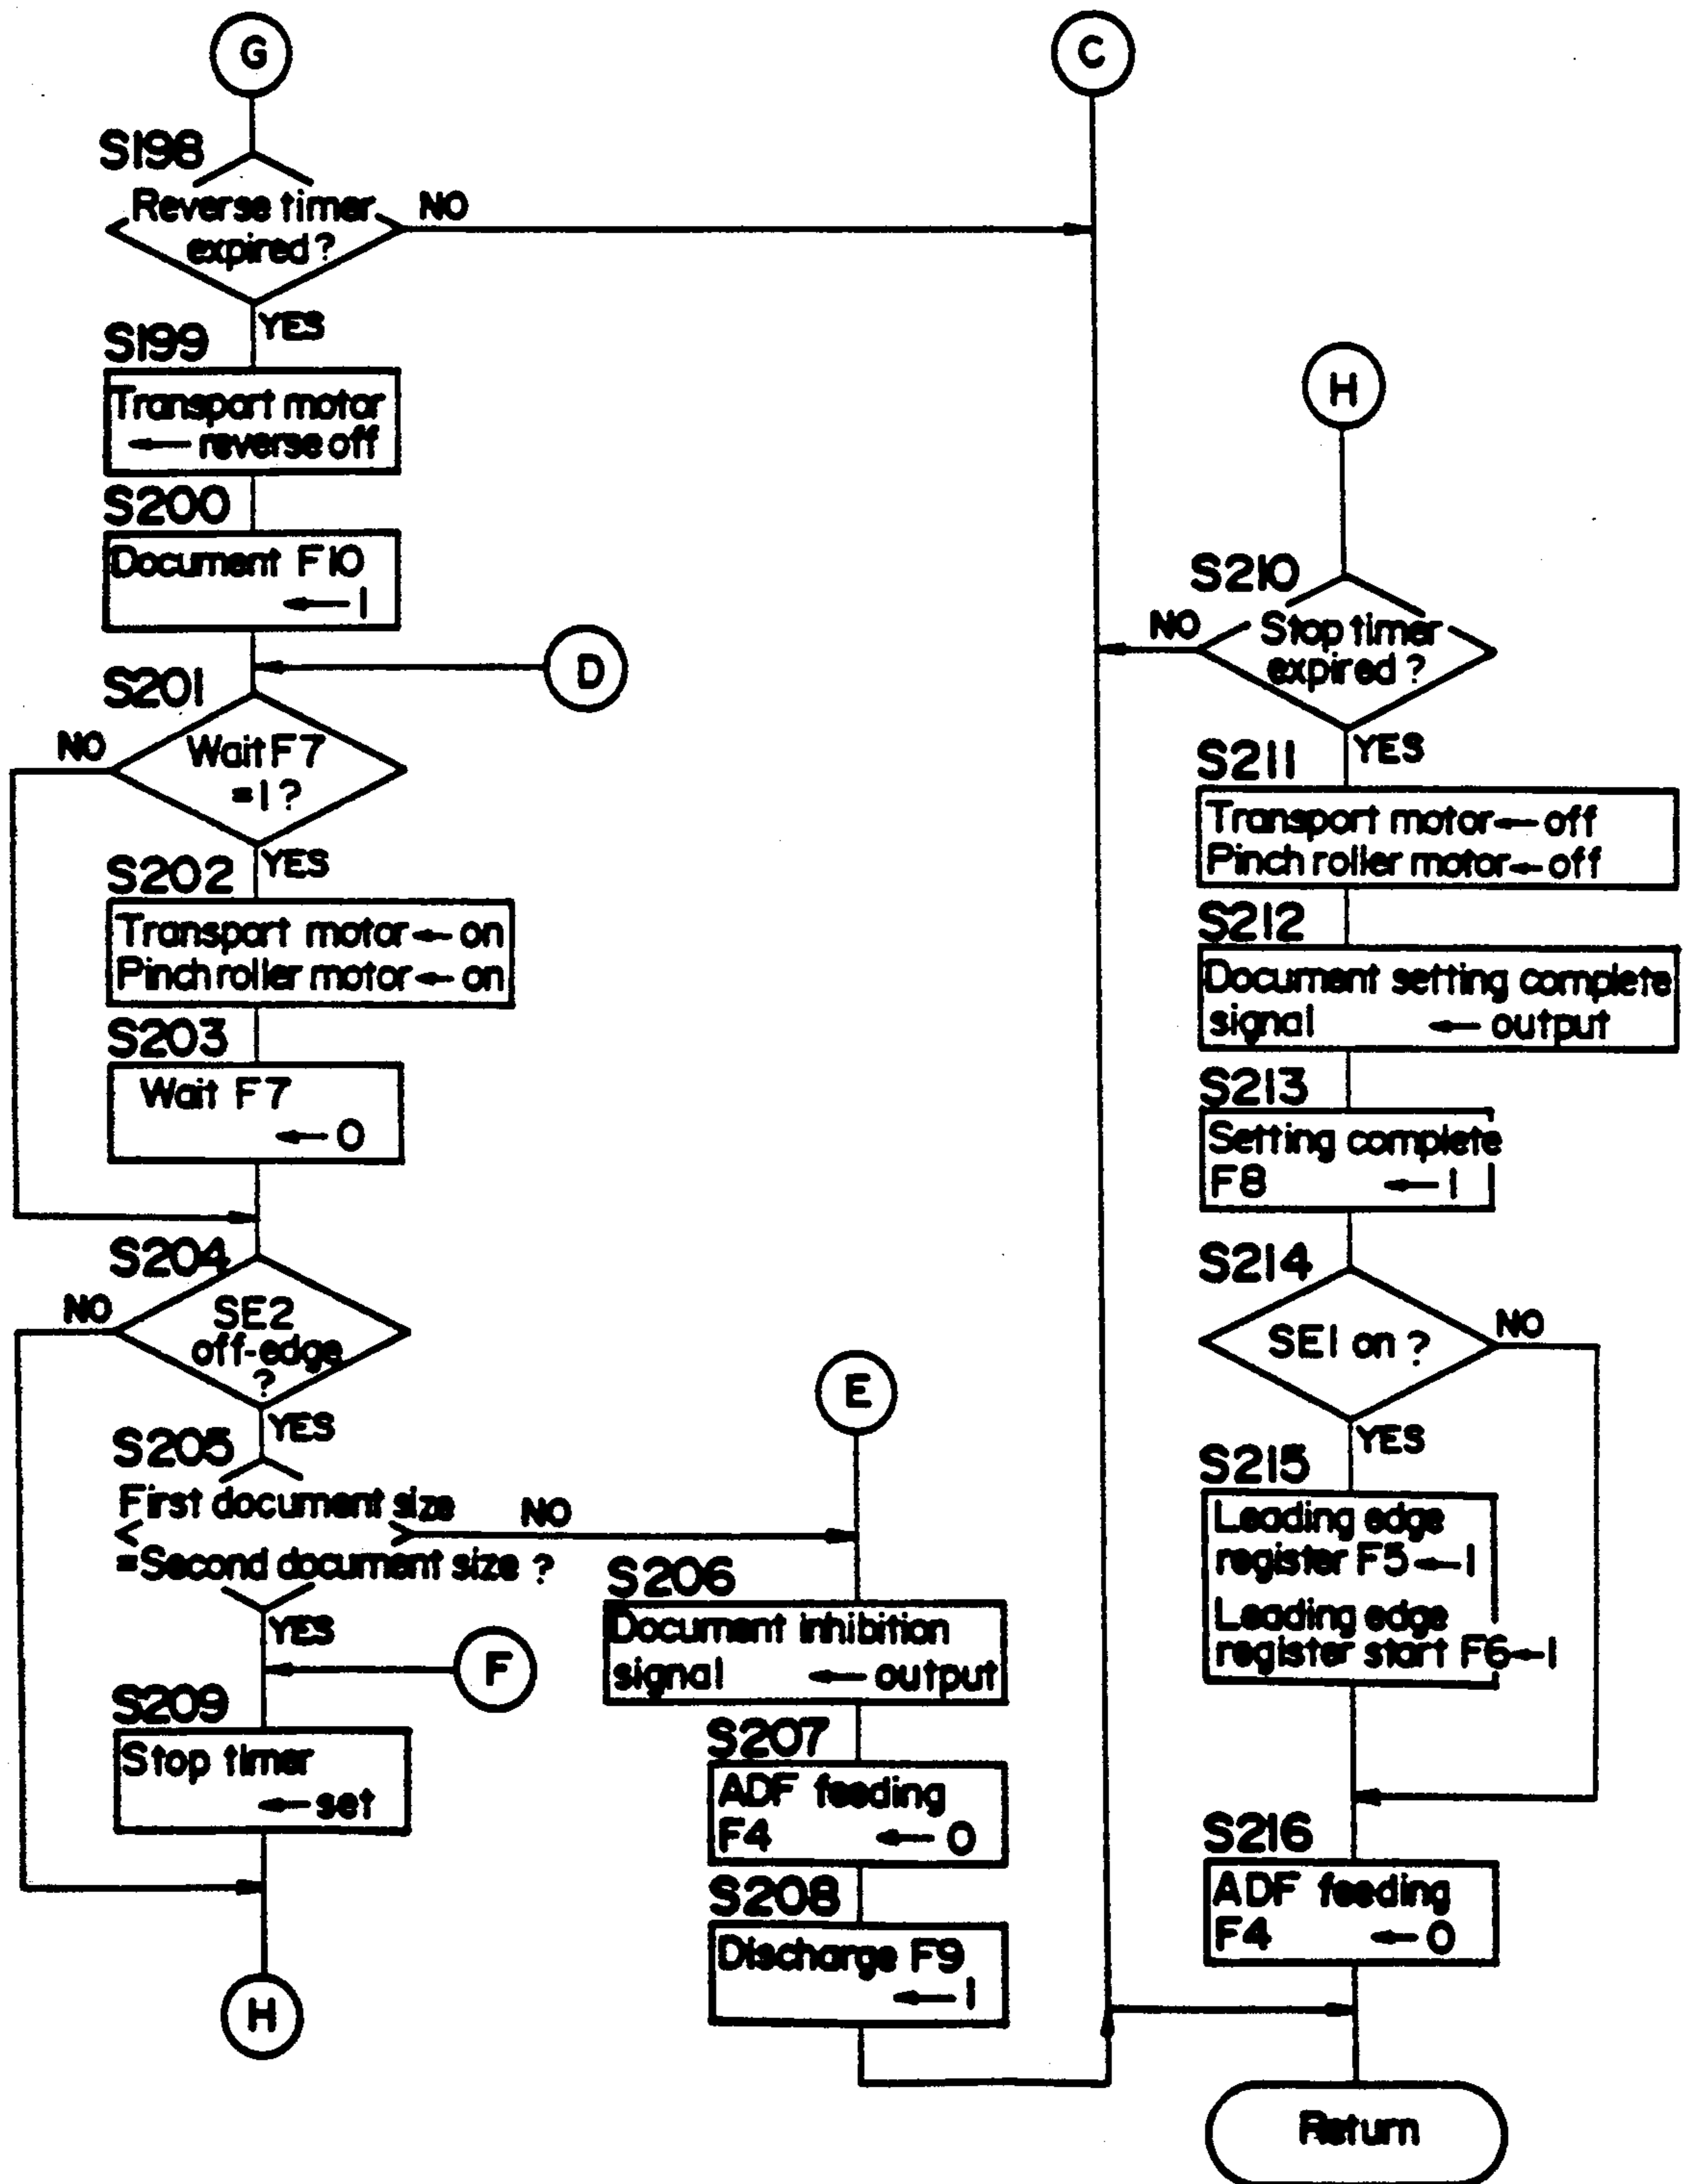 G
S198
Reverse timer
expired?
NO
YES
S199
Transport motor
← reverse off
S200
Document F10
←1
D
S201
Wait F7
=1?
NO
YES
S202
Transport motor←on
Pinch roller motor←on
S203
Wait F7
←0
S204
SE2
off-edge
?
NO
YES
S205
First document size
=Second document size ?
NO
YES
F
S209
Stop timer
←set
H
E
S206
Document inhibition
signal ← output
S207
ADF feeding
F4 ←0
S208
Discharge F9
←1
C
H
S210
Stop timer
expired?
NO
YES
S211
Transport motor←off
Pinch roller motor←off
S212
Document setting complete
signal ← output
S213
Setting complete
F8 ←1
S214
SE1 on ?
NO
YES
S215
Leading edge
register F5←1
Leading edge
register start F6←1
S216
ADF feeding
F4 ←0
Return